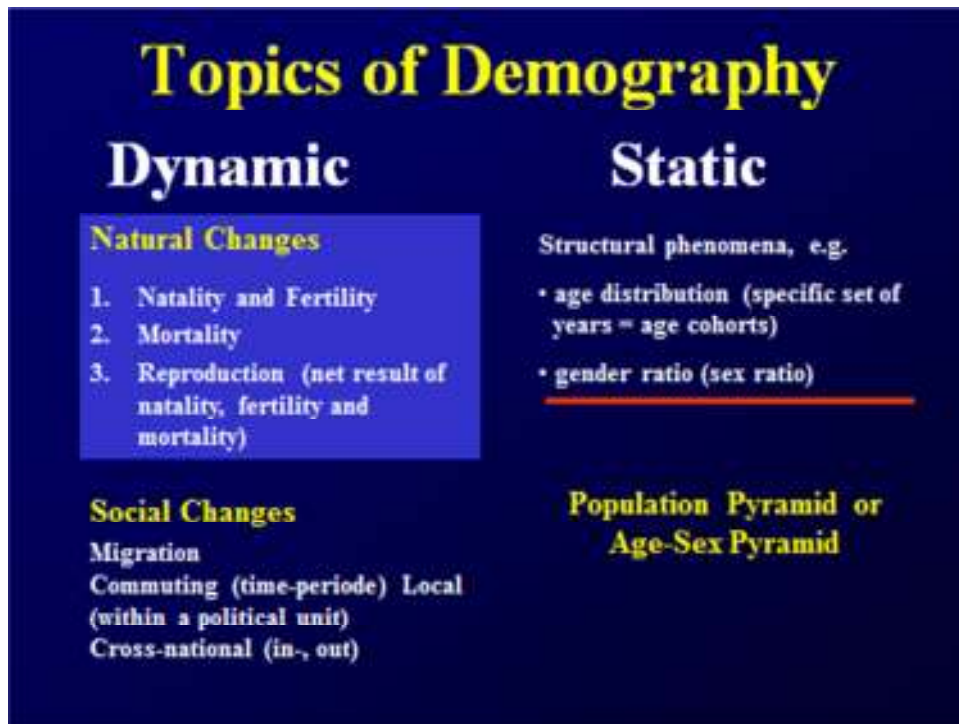 Topics of Demography
Dynamic
Natural Changes
1. Natality and Fertility
2. Mortality
3. Reproduction (net result of
natality, fertility and
mortality)
Social Changes
Migration
Commuting (time-periode) Local
(within a political unit)
Cross-national (in-, out)
Static
Structural phenomena, e.g.
• age distribution (specific set of
years = age cohorts)
• gender ratio (sex ratio)
Population Pyramid or
Age-Sex Pyramid